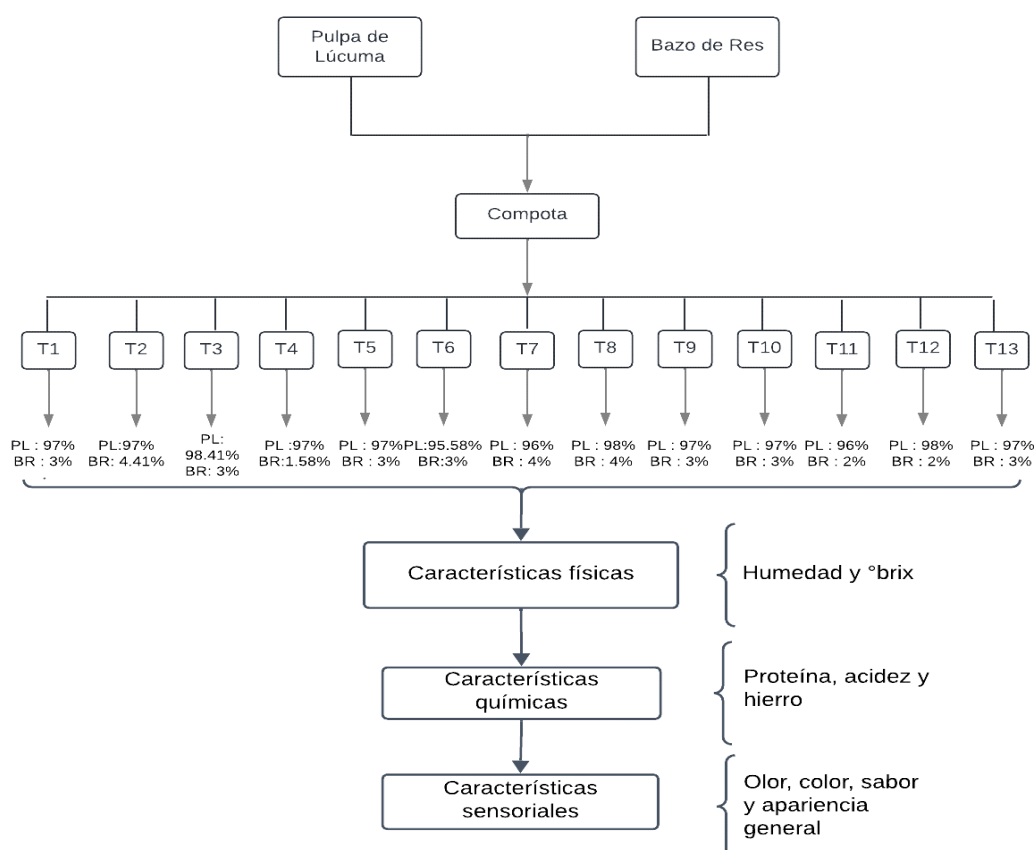 Pulpa de
Lúcuma
Bazo de Res
Compota
T1
T2
T3
T4
T5
T6
T7
T8
T9
T10
T11
T12
T13
PL : 97%
BR : 3%
PL:97%
BR: 4.41%
PL:
98.41%
BR: 3%
PL :97%
BR:1.58%
PL : 97%
BR : 3%
PL:95.58%
BR:3%
PL : 96%
BR : 4%
PL : 98%
BR : 4%
PL : 97%
BR : 3%
PL : 97%
BR : 3%
PL : 96%
BR : 2%
PL : 98%
BR : 2%
PL : 97%
BR : 3%
Características físicas
Humedad y °brix
Características
químicas
Proteína, acidez y
hierro
Características
sensoriales
Olor, color, sabor
y apariencia
general